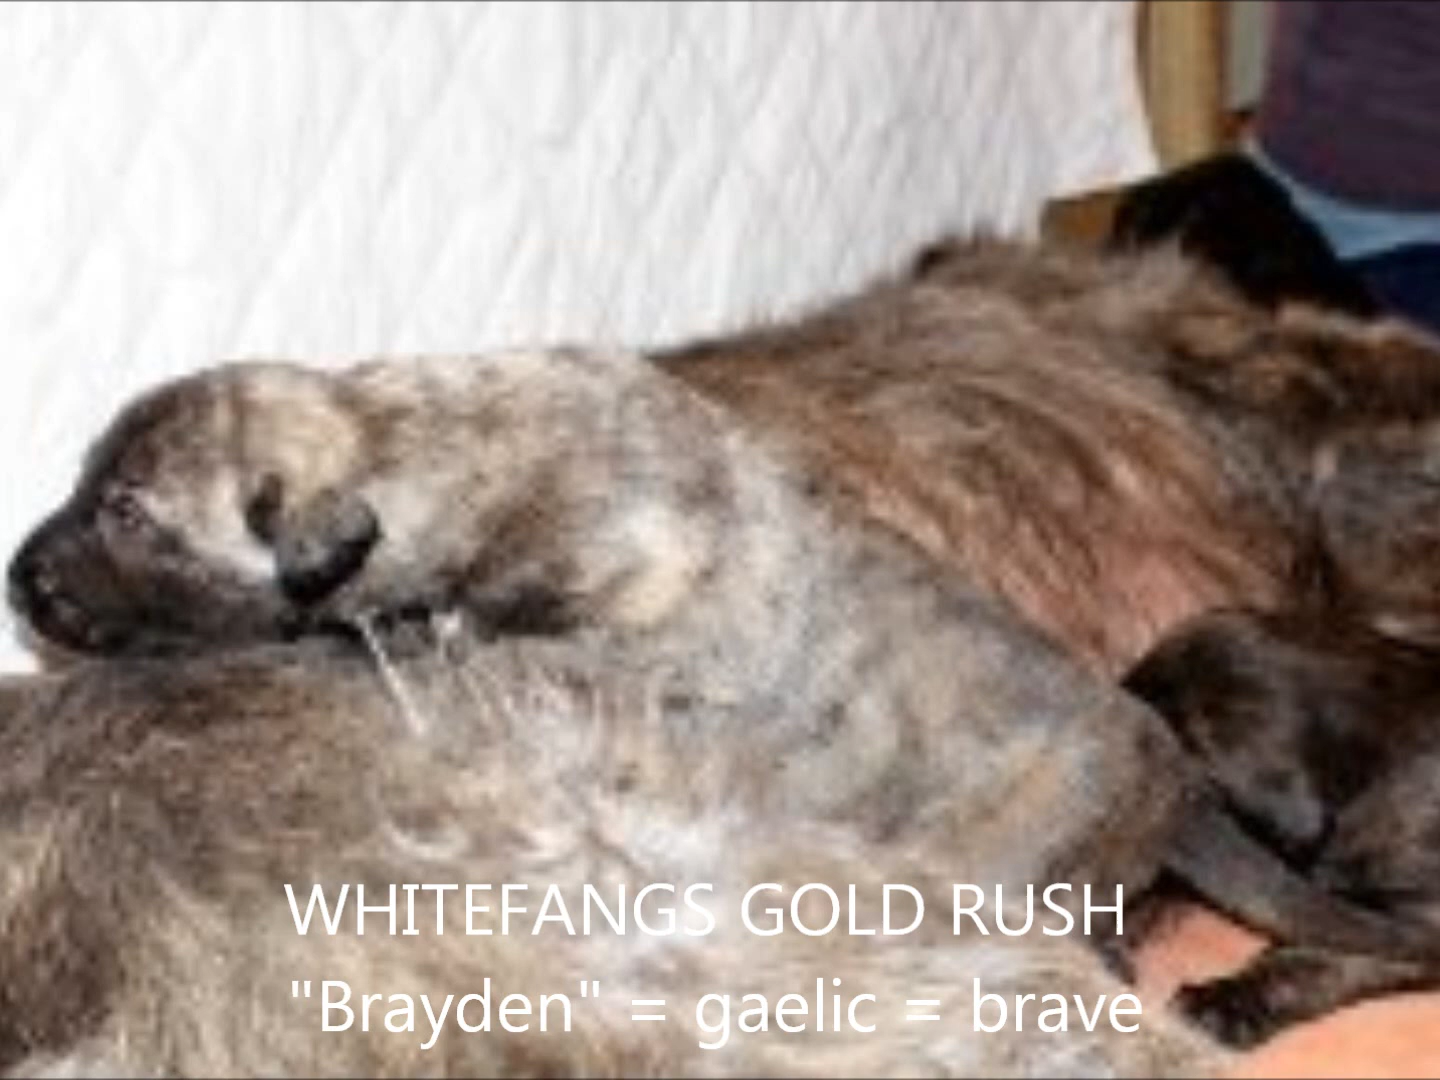 WHITEFANGS GOLD RUSH
"Brayden" = gaelic = brave